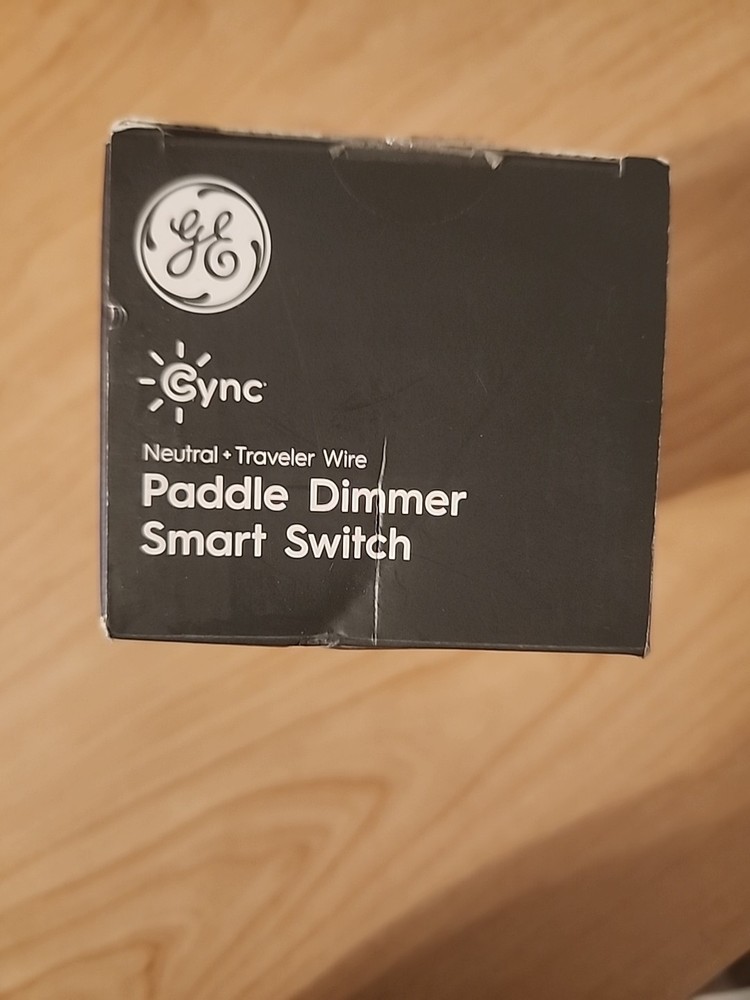 GE
Cync
Neutral + Traveler Wire
Paddle Dimmer
Smart Switch